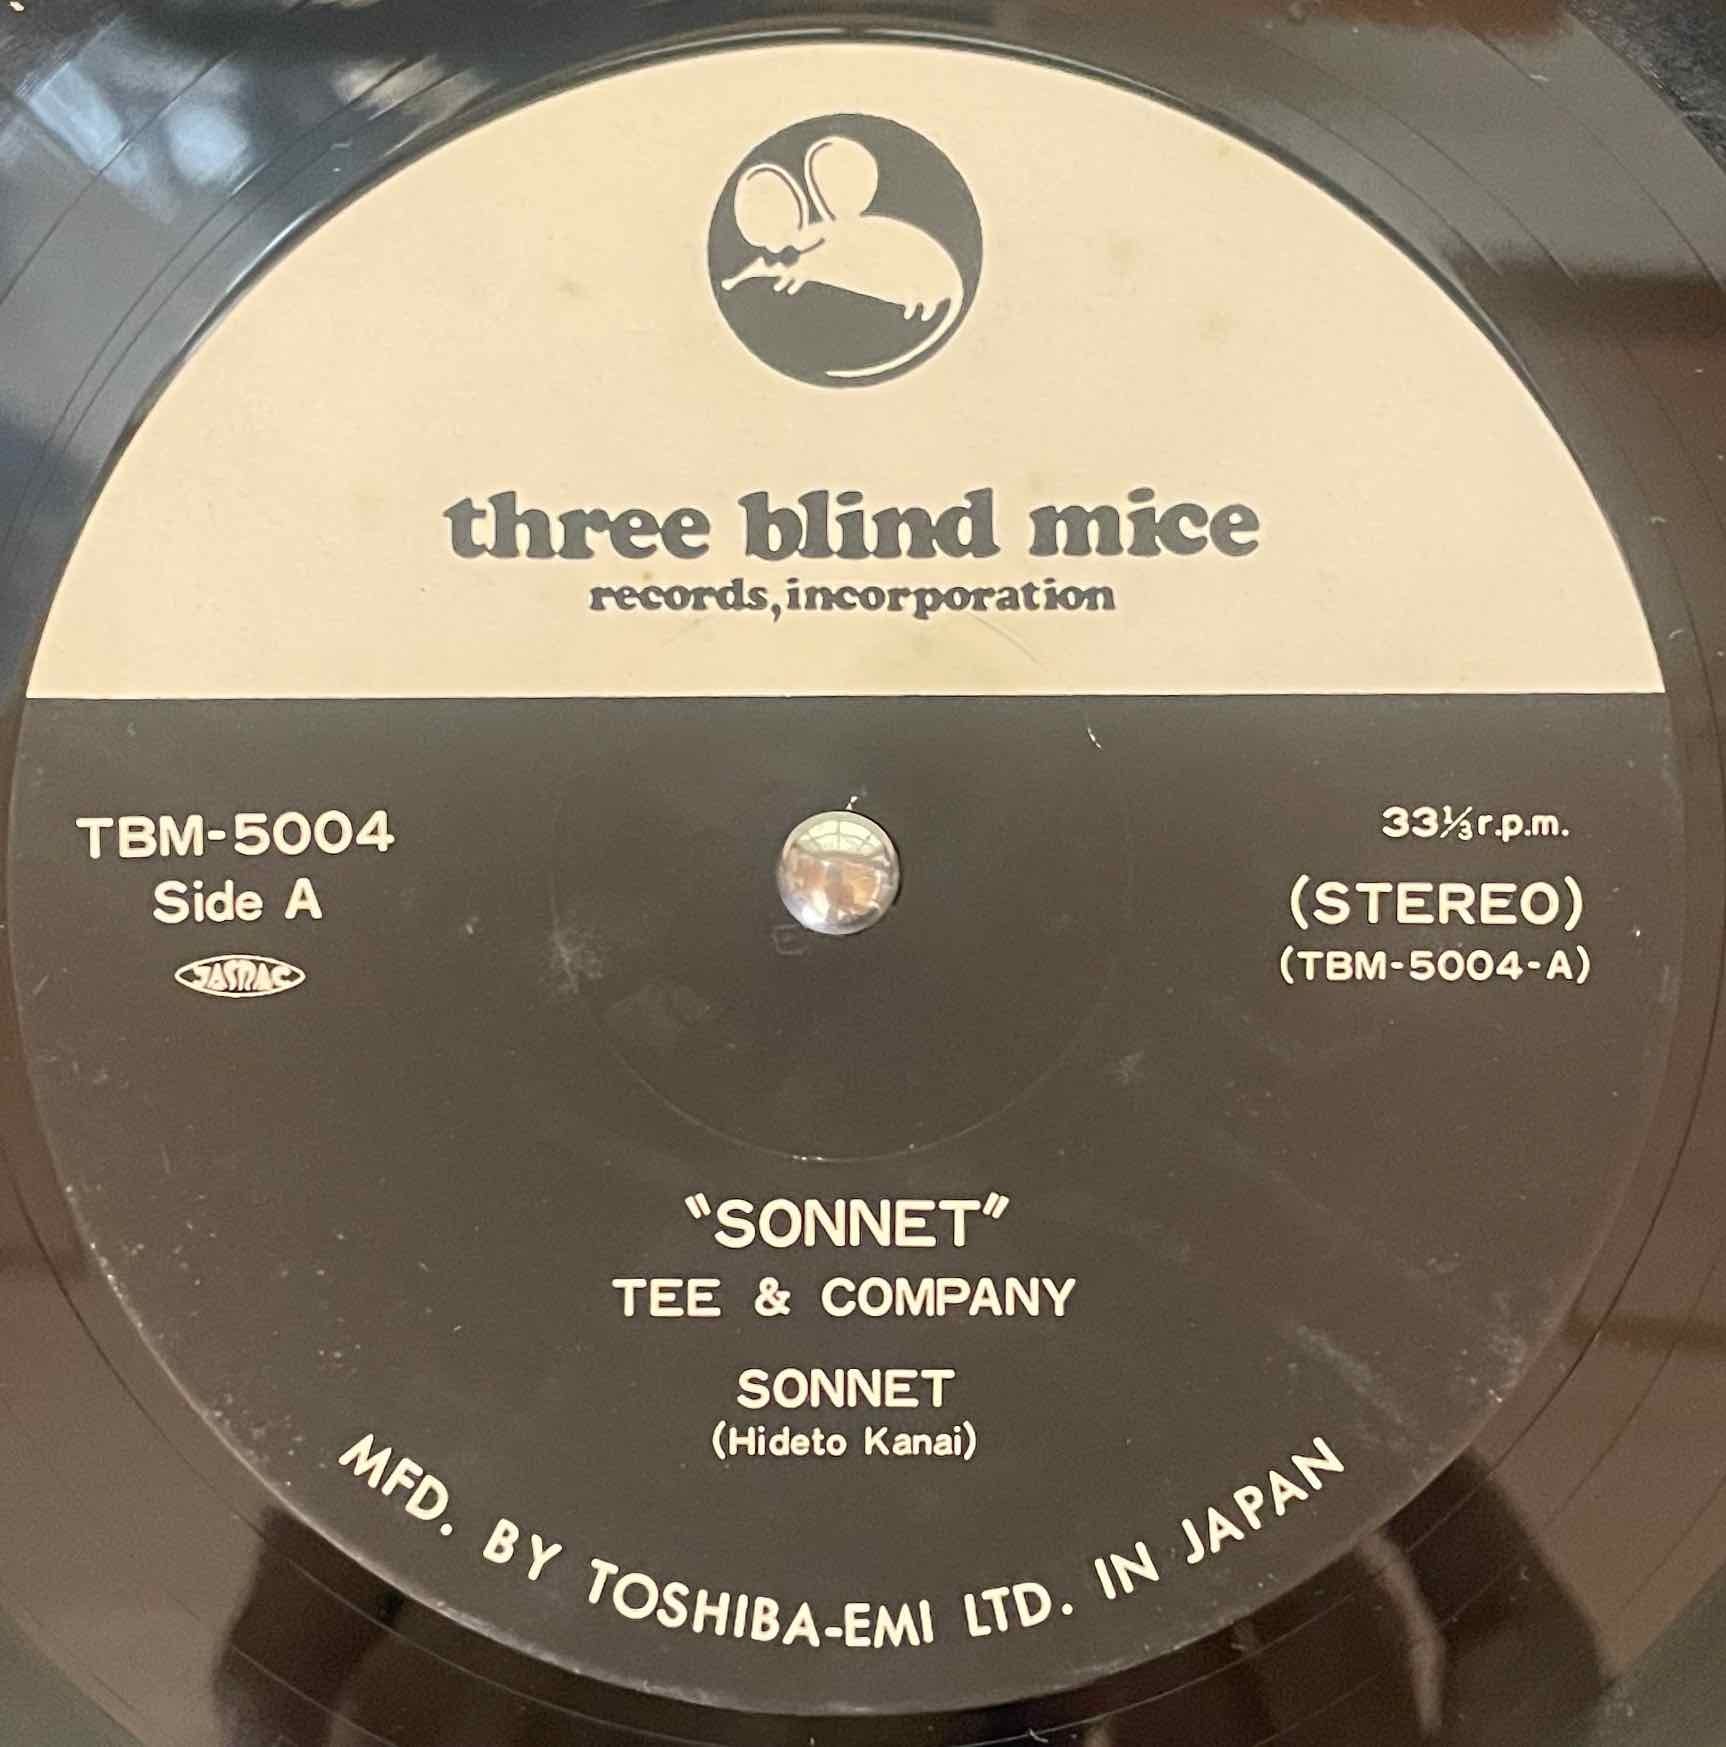 three blind mice
records, incorporation
TBM-5004
Side A
JASRAC
33⅓ r.p.m.
(STEREO)
(TBM-5004-A)
"SONNET"
TEE & COMPANY
SONNET
(Hideto Kanai)
MFD. BY TOSHIBA-EMI LTD. IN JAPAN